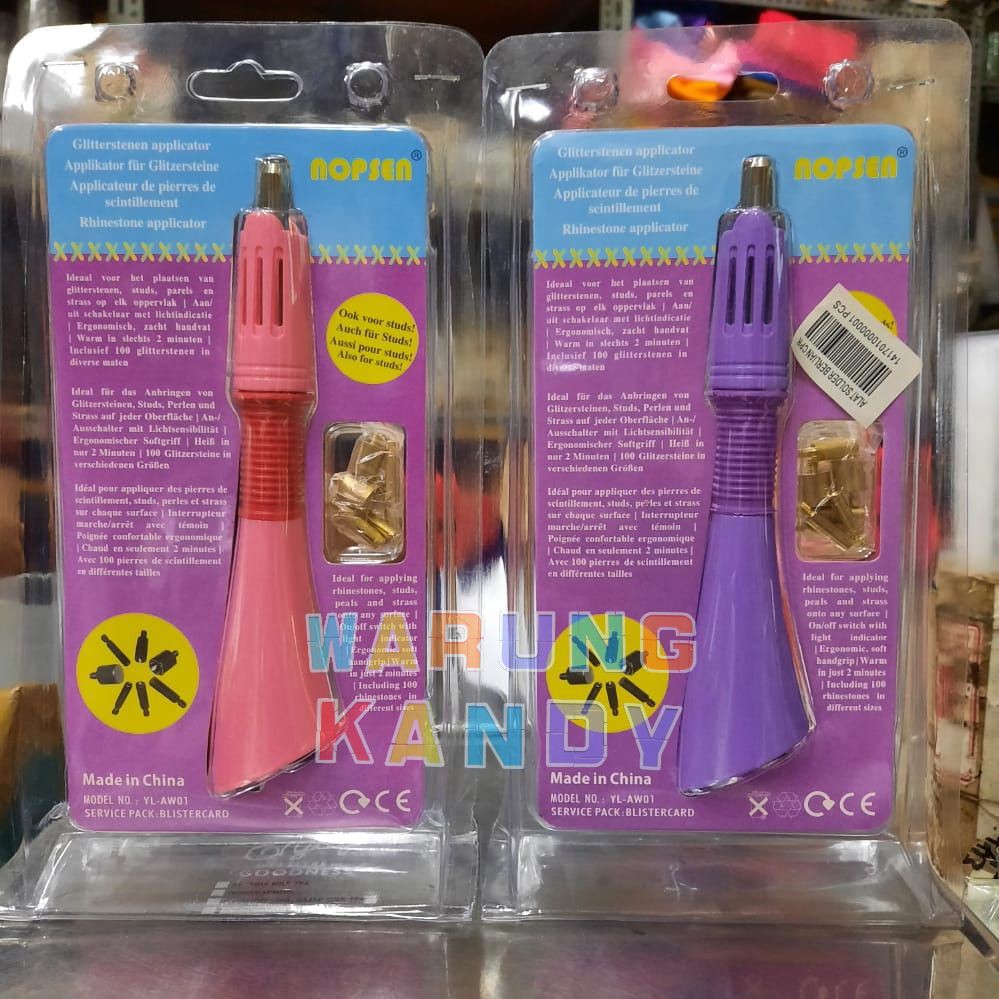 Glitterstenen applicator
Applikator für Glitzersteine
Applicateur de pierres de
scintillement
Rhinestone applicator
NOPSEN®
Ideaal voor het plaatsen van
glitterstenen, studs, parels en
strass op elk oppervlak | Aan/
uit schakelaar met lichtindicatie
| Ergonomisch, zacht handvat
| Warm in slechts 2 minuten |
Inclusief 100 glitterstenen in
diverse maten
Ook voor studs!
Auch für Studs!
Aussi pour studs!
Also for studs!
Ideal für das Anbringen von
Glitzersteinen, Studs, Perlen und
Strass auf jeder Oberfläche | An-/
Ausschalter mit Lichtsensibilität |
Ergonomischer Softgriff | Heiß in
nur 2 Minuten | 100 Glitzersteine in
verschiedenen Größen
Idéal pour appliquer des pierres de
scintillement, studs, perles et strass
sur chaque surface | Interrupteur
marche/arrêt avec témoin |
Poignée confortable ergonomique
| Chaud en seulement 2 minutes |
Avec 100 pierres de scintillement
en différentes tailles
Ideal for applying
rhinestones, studs,
peals and strass
onto any surface |
On/off switch with
light indicator
| Ergonomic, soft
handgrip | Warm
in just 2 minutes
| Including 100
rhinestones in
different sizes
Made in China
MODEL NO.: YL-AW01
SERVICE PACK: BLISTERCARD
CE
Glitterstenen applicator
Applikator für Glitzersteine
Applicateur de pierres de
scintillement
Rhinestone applicator
NOPSEN®
Ideaal voor het plaatsen van
glitterstenen, studs, parels en
strass op elk oppervlak | Aan/
uit schakelaar met lichtindicatie
| Ergonomisch, zacht handvat
| Warm in slechts 2 minuten |
Inclusief 100 glitterstenen in
diverse maten
1417010000001 PCS
ALAT SOLDER BERLIAN CPK
Ideal für das Anbringen von
Glitzersteinen, Studs, Perlen und
Strass auf jeder Oberfläche | An-/
Ausschalter mit Lichtsensibilität |
Ergonomischer Softgriff | Heiß in
nur 2 Minuten | 100 Glitzersteine in
verschiedenen Größen
Idéal pour appliquer des pierres de
scintillement, studs, perles et strass
sur chaque surface | Interrupteur
marche/arrêt avec témoin |
Poignée confortable ergonomique
| Chaud en seulement 2 minutes |
Avec 100 pierres de scintillement
en différentes tailles
Ideal for applying
rhinestones, studs,
peals and strass
onto any surface |
On/off switch with
light indicator
| Ergonomic, soft
handgrip | Warm
in just 2 minutes
| Including 100
rhinestones in
different sizes
Made in China
MODEL NO.: YL-AW01
SERVICE PACK: BLISTERCARD
CE
WARUNG
KANDY
GOODNESS